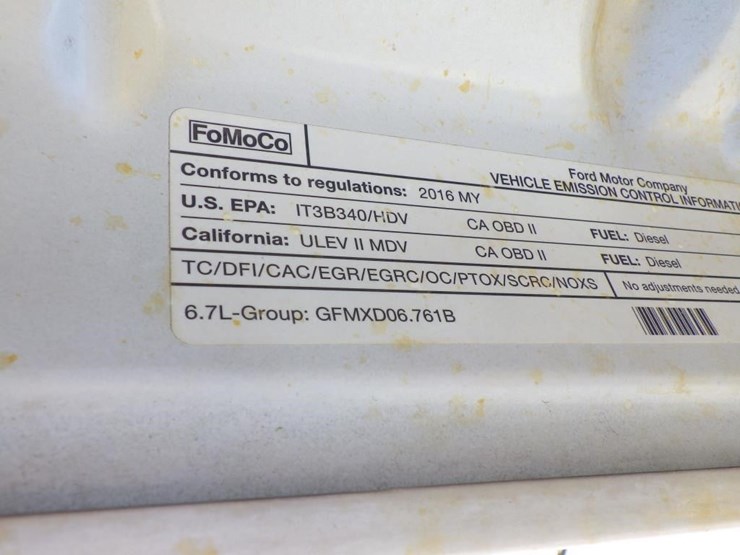 FoMoCo
Ford Motor Company
VEHICLE EMISSION CONTROL
Conforms to regulations: 2016 MY
U.S. EPA: IT3B340/HDV CA OBD II FUEL: Diesel
California: ULEV II MDV CA OBD II FUEL: Diesel
TC/DFI/CAC/EGR/EGRC/OC/PTOX/SCRC/NOXS No adjustments needed
6.7L-Group: GFMXD06.761B